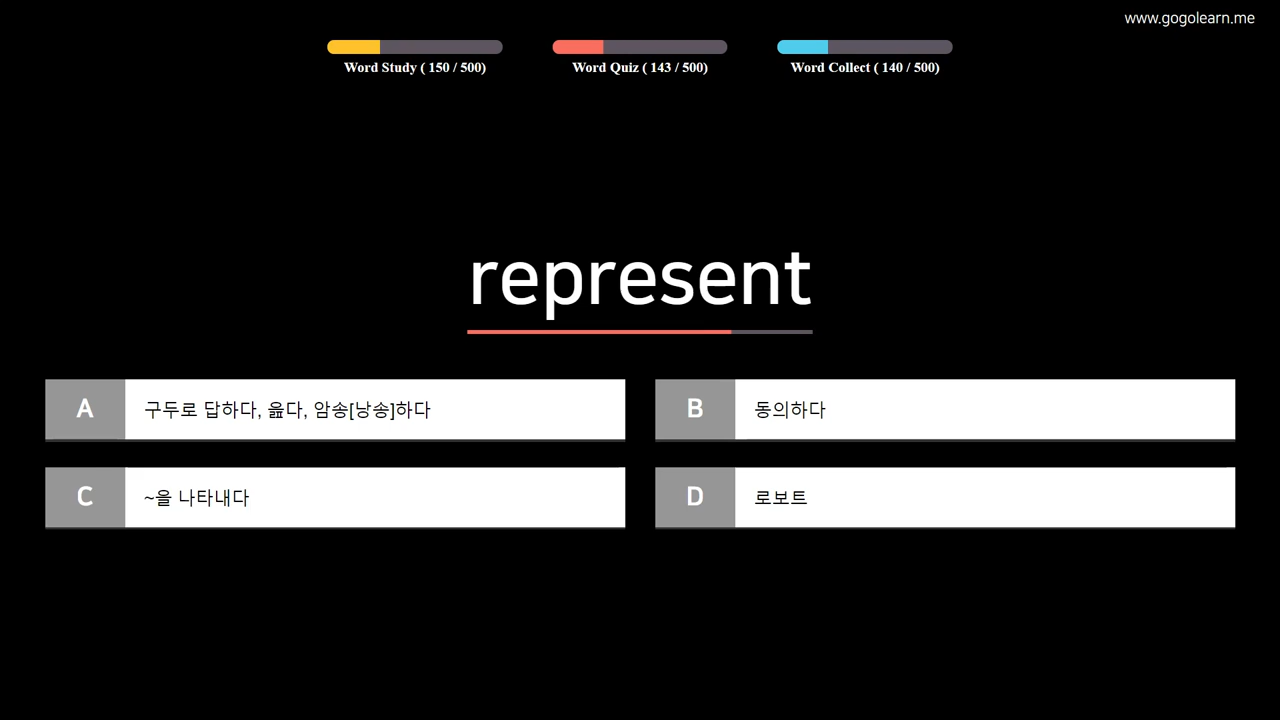 www.gogolearn.me
Word Study ( 150 / 500)
Word Quiz ( 143 / 500)
Word Collect ( 140 / 500)
represent
A 구두로 답하다, 읊다, 암송[낭송]하다
B 동의하다
C ~을 나타내다
D 로보트